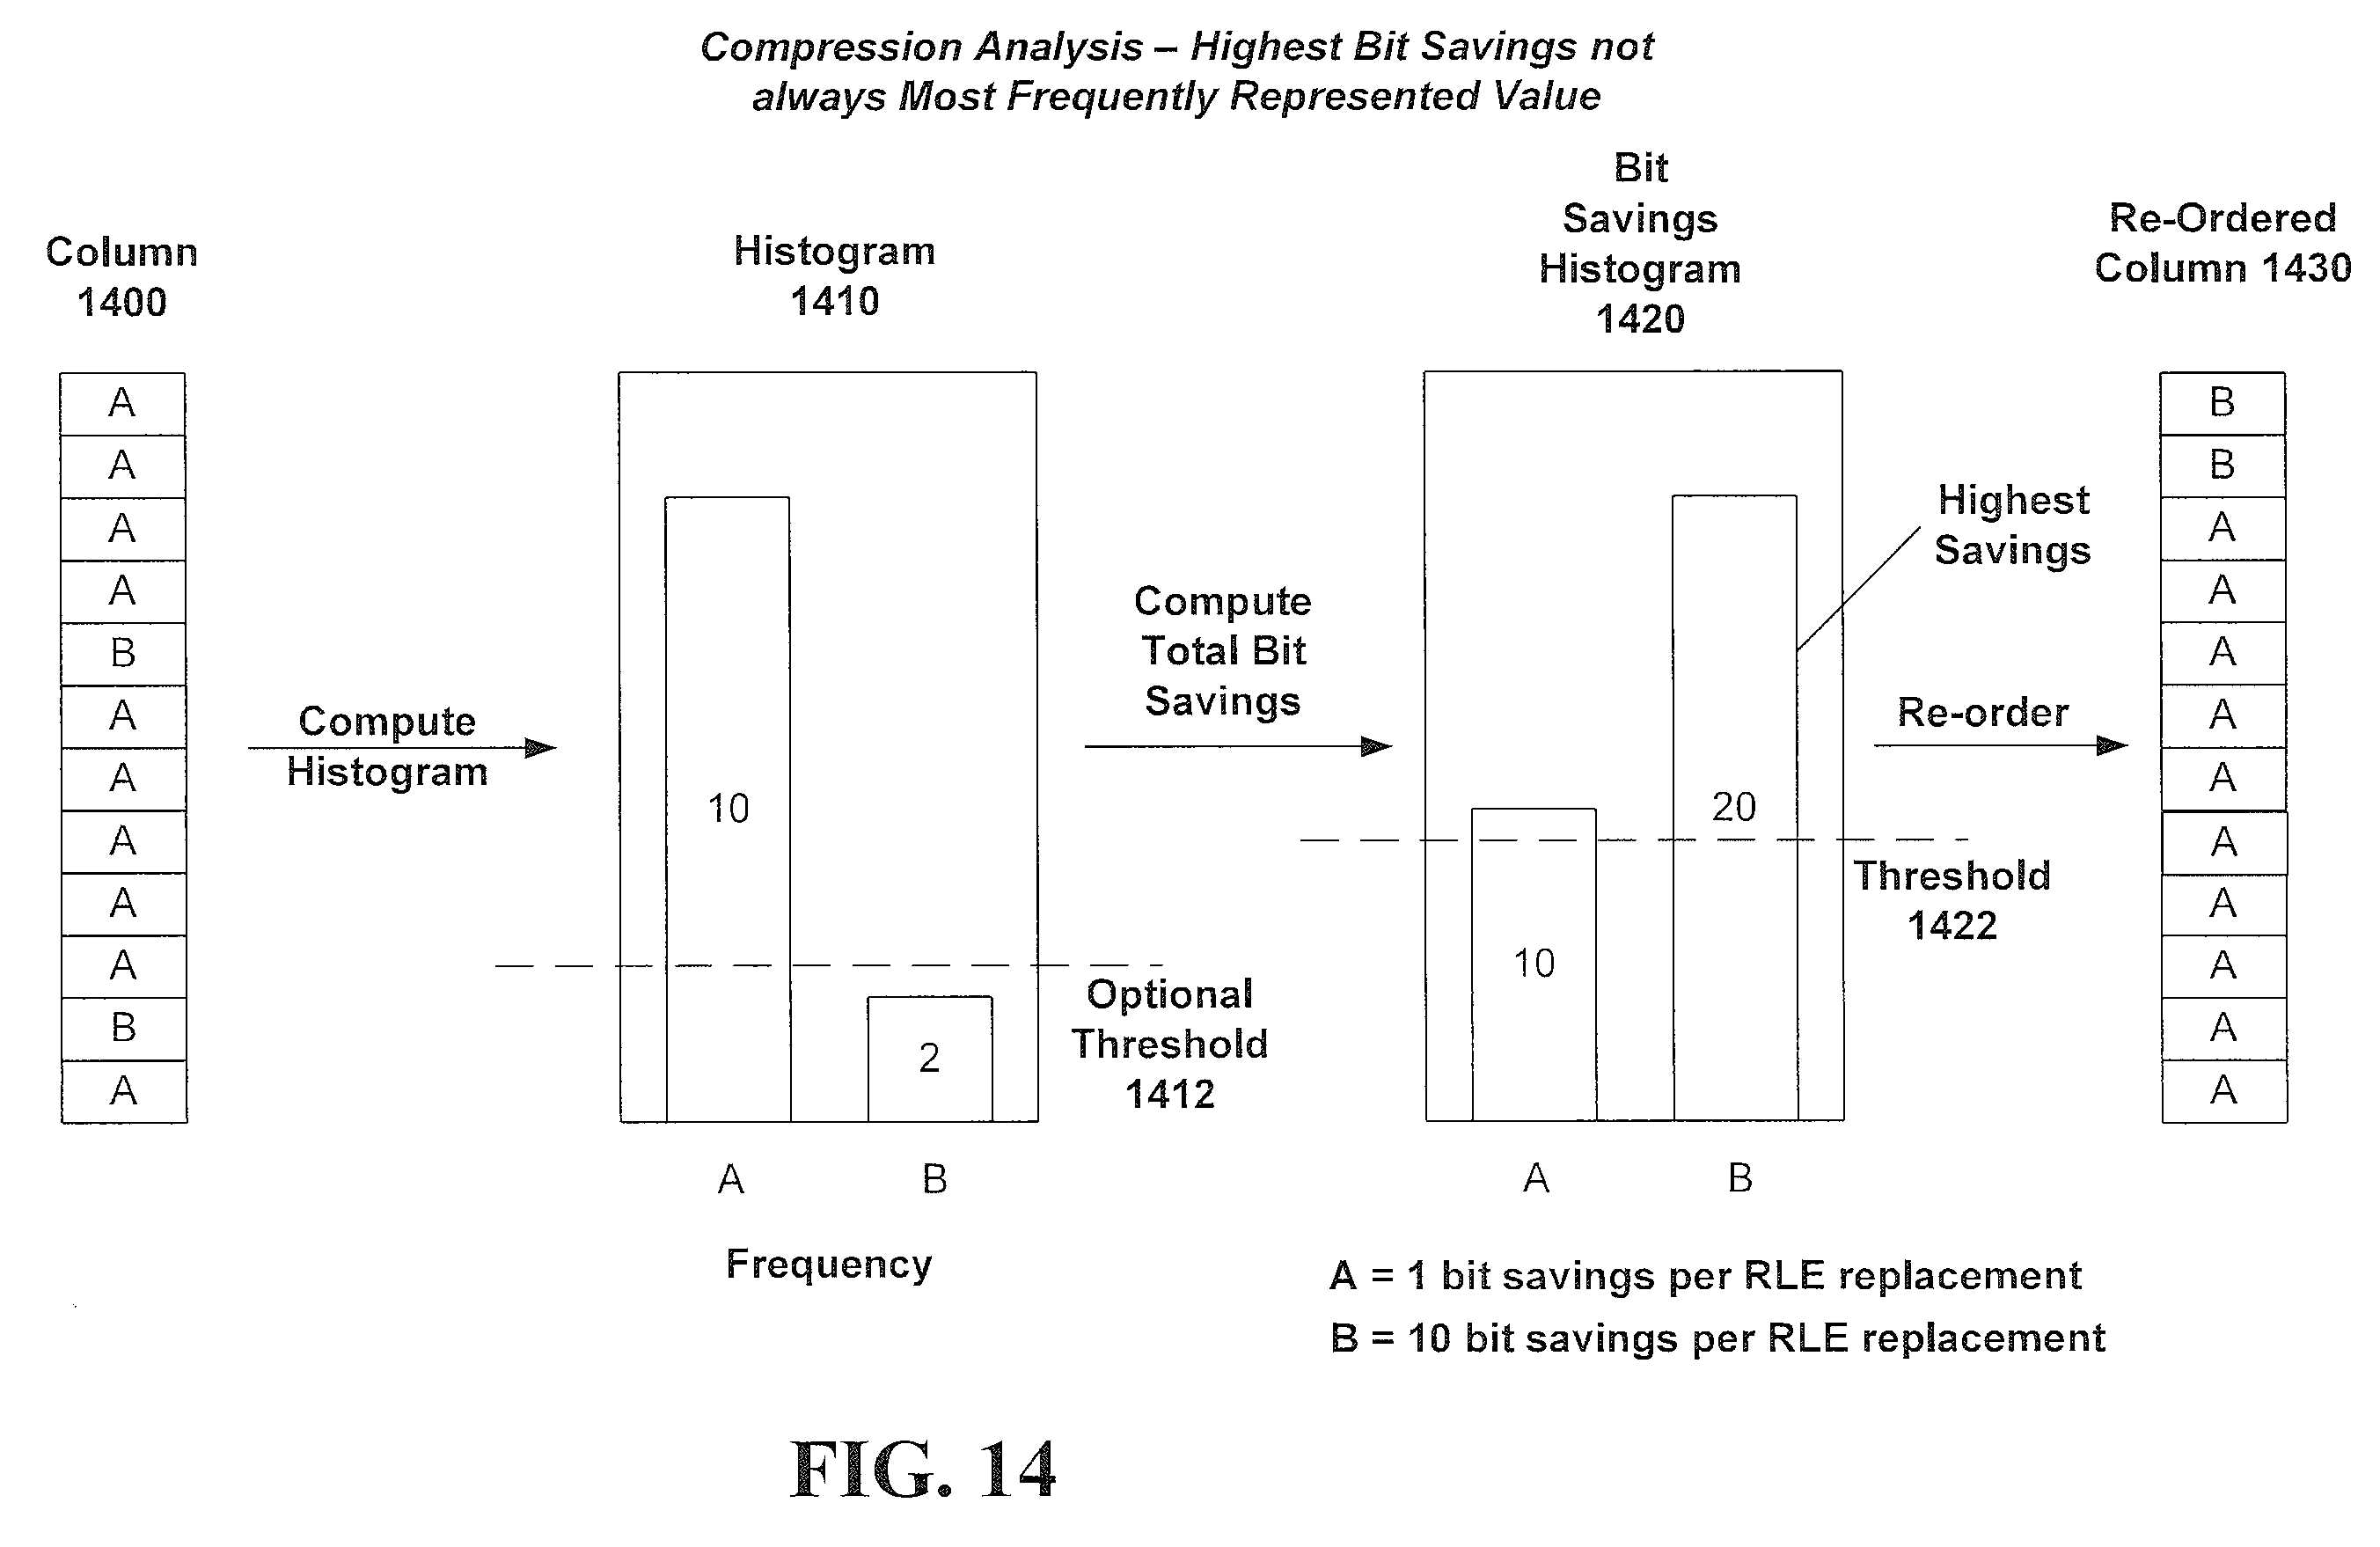 Compression Analysis – Highest Bit Savings not
always Most Frequently Represented Value
Column
1400
A
A
A
A
B
A
A
A
A
A
B
A
Compute
Histogram
Histogram
1410
10
2
A B
Frequency
Optional
Threshold
1412
Compute
Total Bit
Savings
Bit
Savings
Histogram
1420
10
20
A B
Highest
Savings
Threshold
1422
A = 1 bit savings per RLE replacement
B = 10 bit savings per RLE replacement
Re-order
Re-Ordered
Column 1430
B
B
A
A
A
A
A
A
A
A
A
A
FIG. 14